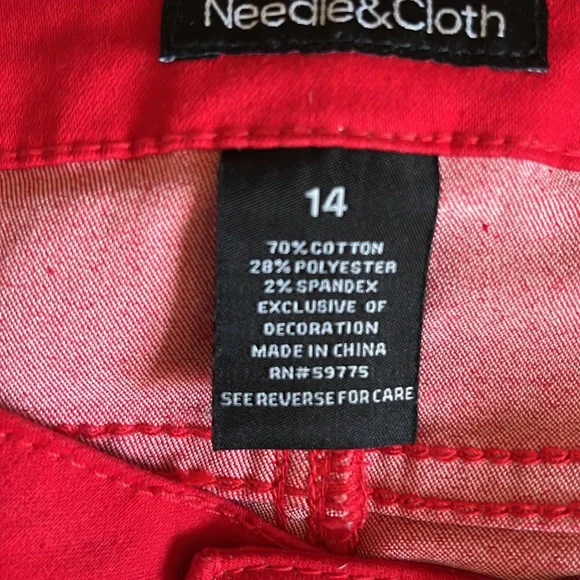 Needle&Cloth
14
70% COTTON
28% POLYESTER
2% SPANDEX
EXCLUSIVE OF
DECORATION
MADE IN CHINA
RN#59775
SEE REVERSE FOR CARE